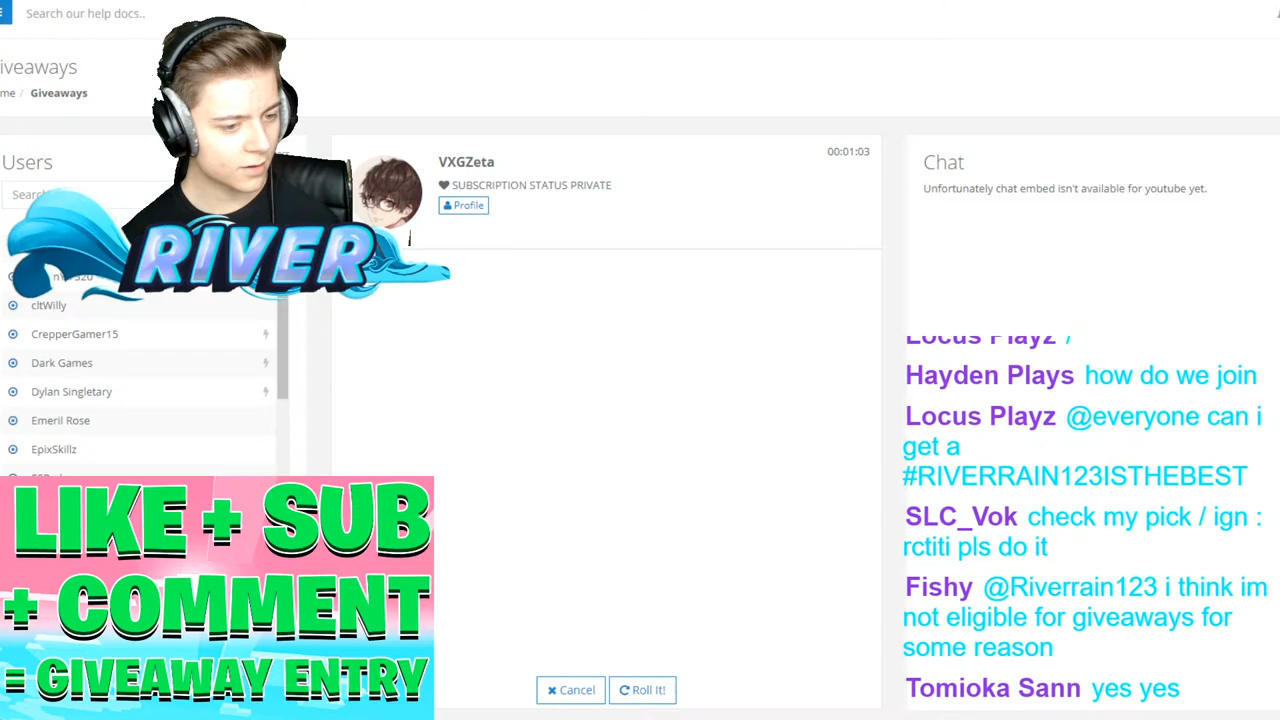 Search our help docs..
iveaways
me / Giveaways
Users
Sear
cltWilly
CrepperGamer15
Dark Games
Dylan Singletary
Emeril Rose
EpixSkillz
RIVER
LIKE + SUB
+ COMMENT
= GIVEAWAY ENTRY
VXGZeta
SUBSCRIPTION STATUS PRIVATE
Profile
00:01:03
Cancel
Roll It!
Chat
Unfortunately chat embed isn't available for youtube yet.
Locus Playz /
Hayden Plays how do we join
Locus Playz @everyone can i
get a
#RIVERRAIN123ISTHEBEST
SLC_Vok check my pick / ign :
rctiti pls do it
Fishy @Riverrain123 i think im
not eligible for giveaways for
some reason
Tomioka Sann yes yes